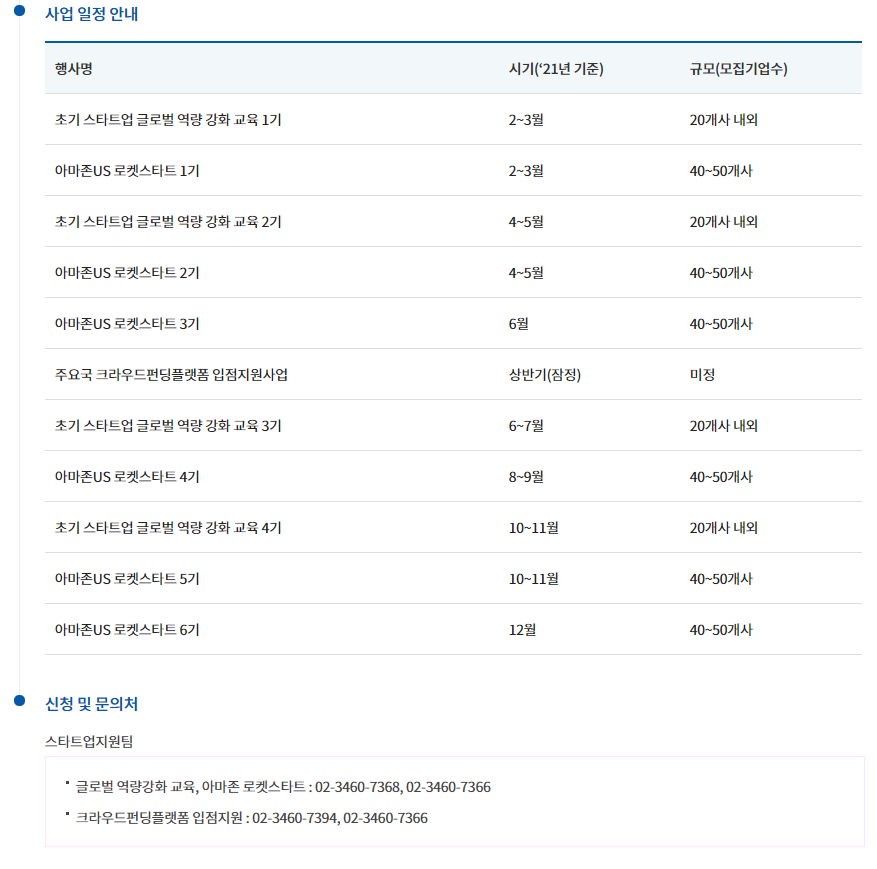 사업 일정 안내
행사명 시기(‘21년 기준) 규모(모집기업수)
초기 스타트업 글로벌 역량 강화 교육 1기 2~3월 20개사 내외
아마존US 로켓스타트 1기 2~3월 40~50개사
초기 스타트업 글로벌 역량 강화 교육 2기 4~5월 20개사 내외
아마존US 로켓스타트 2기 4~5월 40~50개사
아마존US 로켓스타트 3기 6월 40~50개사
주요국 크라우드펀딩플랫폼 입점지원사업 상반기(잠정) 미정
초기 스타트업 글로벌 역량 강화 교육 3기 6~7월 20개사 내외
아마존US 로켓스타트 4기 8~9월 40~50개사
초기 스타트업 글로벌 역량 강화 교육 4기 10~11월 20개사 내외
아마존US 로켓스타트 5기 10~11월 40~50개사
아마존US 로켓스타트 6기 12월 40~50개사
신청 및 문의처
스타트업지원팀
글로벌 역량강화 교육, 아마존 로켓스타트 : 02-3460-7368, 02-3460-7366
크라우드펀딩플랫폼 입점지원 : 02-3460-7394, 02-3460-7366